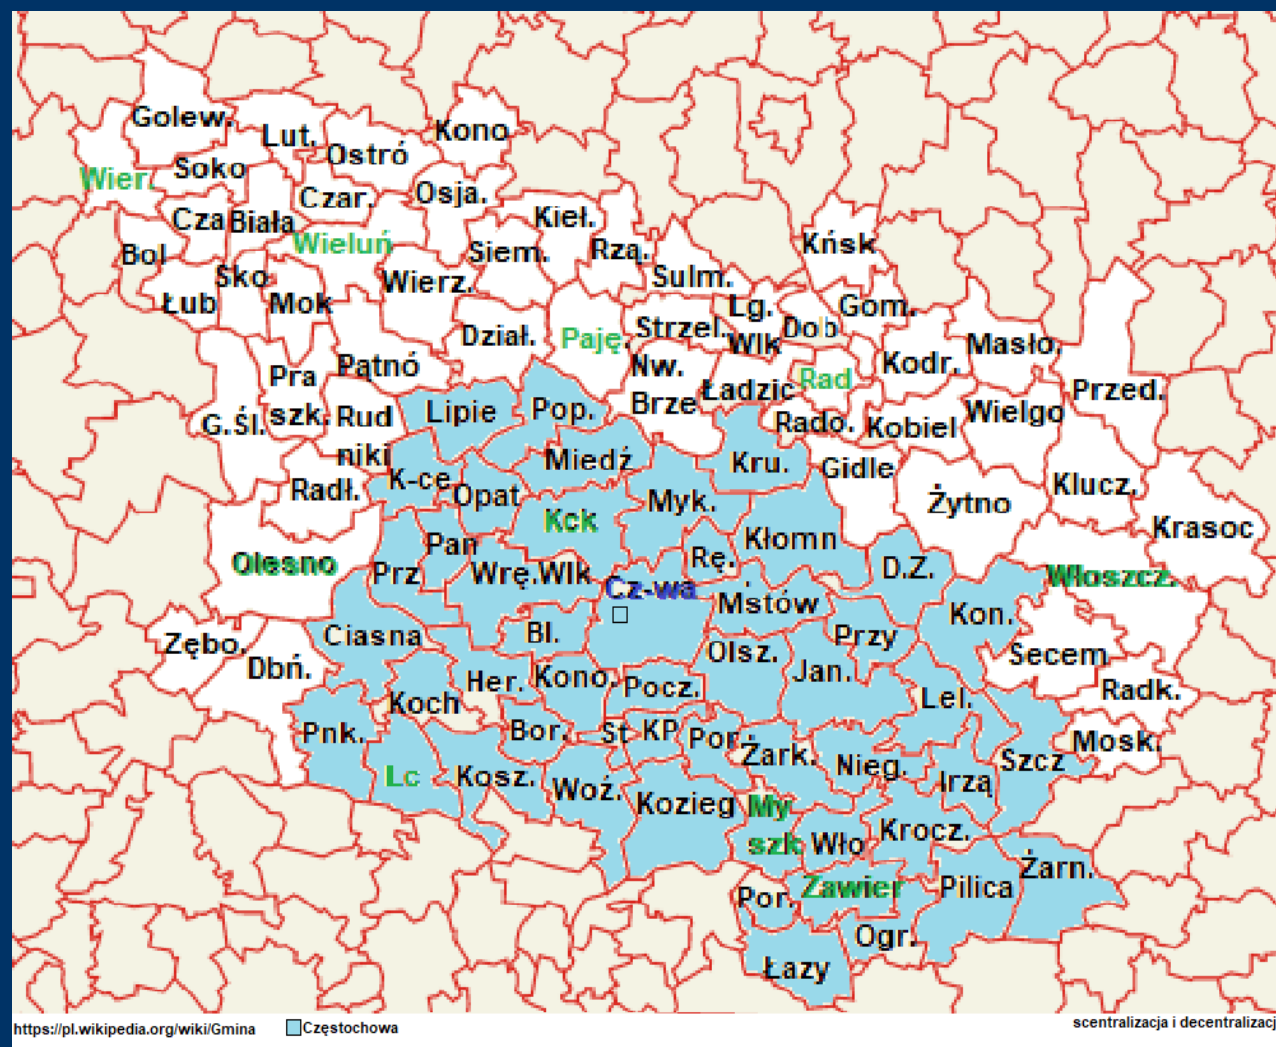 Golew.
Lut.
Kono
Ostró
Soko
Wier.
Czar.
Osja.
Cza
Biała
Kieł.
Wieluń
Kńsk
Bol
Siem.
Rzą.
Sko
Wierz.
Sulm.
Łub
Mok
Lg.
Gom.
Dział.
Paję.
Strzel.
Wlk
Dob
Masło.
Pątnó
Nw.
Kodr.
Pra
Rad
Ładzic
Przed.
Brze
Lipie
Pop.
Wielgo
szk.
Rud
G.Śl.
Rado.
Kobiel
niki
Miedź
Kru.
Gidle
K-ce
Radł.
Opat
Myk.
Żytno
Klucz.
Kck
Krasoc
Pan
Kłomn
Olesno
Prz
Wrę.Wlk
Rę.
D.Z.
Włoszcz.
Cz-wa
Mstów
Kon.
Zębo.
Ciasna
Bl.
Przy
Dbń.
Olsz.
Secem
Her.
Kono.
Pocz.
Jan.
Radk.
Koch
Lel.
Pnk.
Bor.
St
KP
Por
Żark.
Mosk.
Lc
Kosz.
Woź.
Nieg.
Irzą
Szcz
Kozieg
My
szk
Wło
Krocz.
Żarn.
Por.
Zawier
Pilica
Ogr.
Łazy
https://pl.wikipedia.org/wiki/Gmina
Częstochowa
scentralizacja i decentralizacj